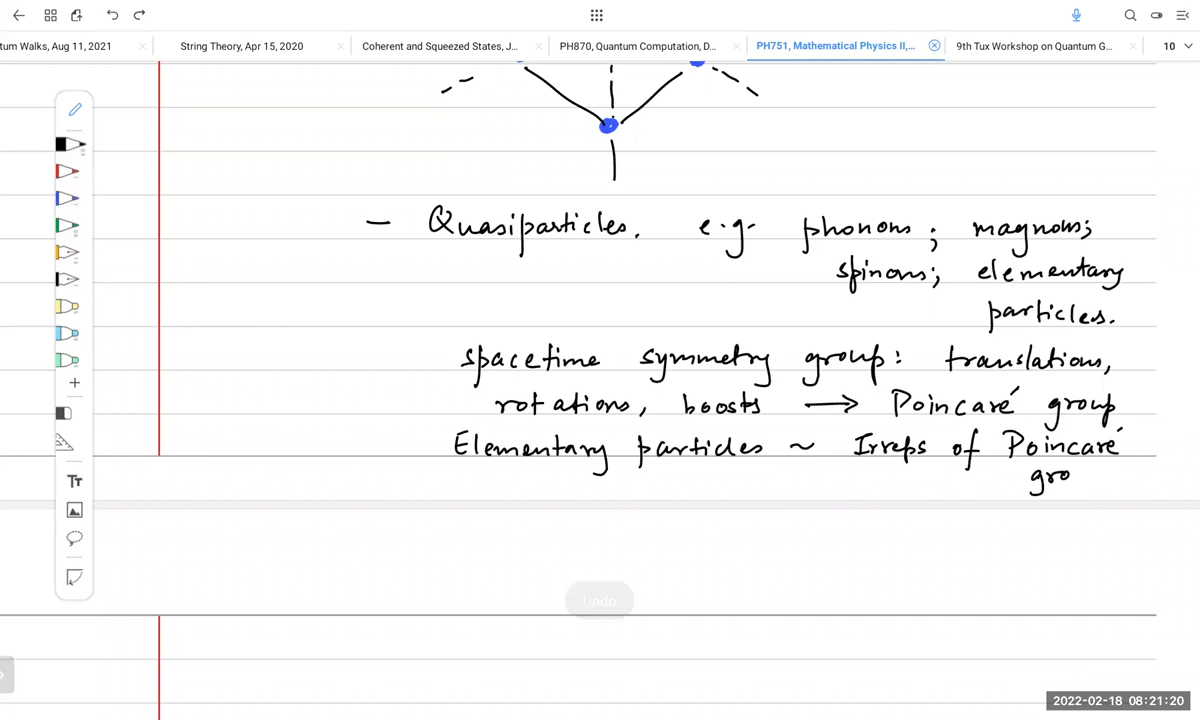 tum Walks, Aug 11, 2021
String Theory, Apr 15, 2020
Coherent and Squeezed States, J...
PH870, Quantum Computation, D...
PH751, Mathematical Physics II,...
9th Tux Workshop on Quantum G...
10
– Quasiparticles. e.g. phonons; magnons;
spinons; elementary
particles.
spacetime symmetry group: translations,
rotations, boosts → Poincaré group
Elementary particles ~ Irreps of Poincaré
gro
Tт
Undo
2022-02-18 08:21:20